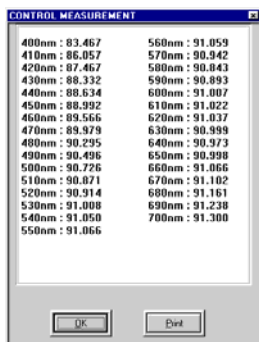 CONTROL MEASUREMENT
400nm : 83.467
410nm : 86.057
420nm : 87.467
430nm : 88.332
440nm : 88.634
450nm : 88.992
460nm : 89.566
470nm : 89.979
480nm : 90.295
490nm : 90.496
500nm : 90.726
510nm : 90.871
520nm : 90.914
530nm : 91.008
540nm : 91.050
550nm : 91.066
560nm : 91.059
570nm : 90.942
580nm : 90.843
590nm : 90.893
600nm : 91.007
610nm : 91.022
620nm : 91.037
630nm : 90.999
640nm : 90.973
650nm : 90.998
660nm : 91.066
670nm : 91.102
680nm : 91.161
690nm : 91.238
700nm : 91.300
OK
Print